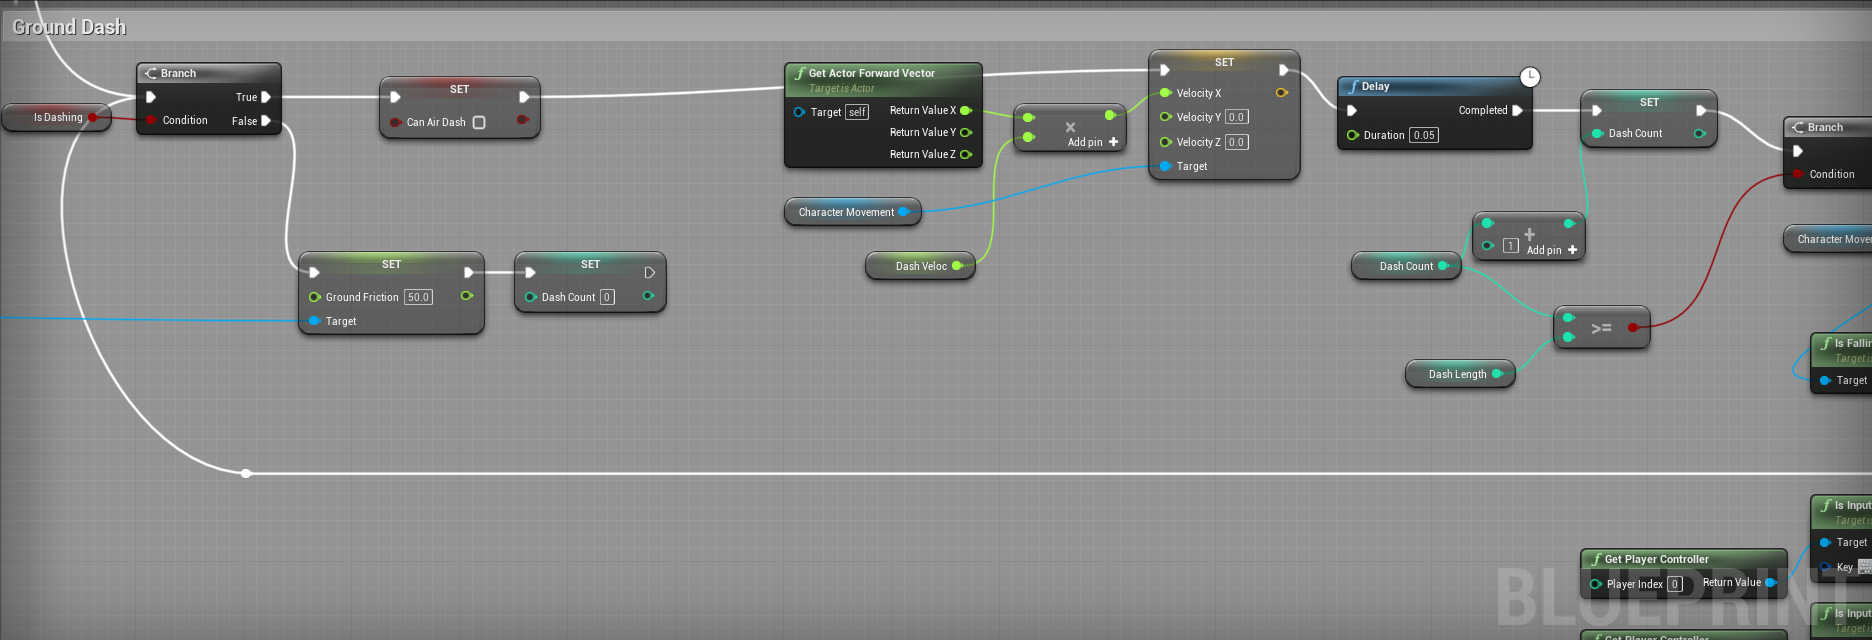 Ground Dash
Branch
True
Condition
False
Is Dashing
SET
Can Air Dash
Get Actor Forward Vector
Target is Actor
Target self
Return Value X
Return Value Y
Return Value Z
Add pin
SET
Velocity X
Velocity Y 0.0
Velocity Z 0.0
Target
Delay
Completed
Duration 0.05
SET
Dash Count
Branch
Condition
Character Movement
Dash Veloc
SET
Ground Friction 50.0
Target
SET
Dash Count 0
Dash Count
1
Add pin
>=
Dash Length
Character Mover
Is Fallin
Target is
Target
Is Input
Target is
Target
Key
Get Player Controller
Player Index 0
Return Value
BLUEPRINT
Is Input
Target is
Get Player Controller